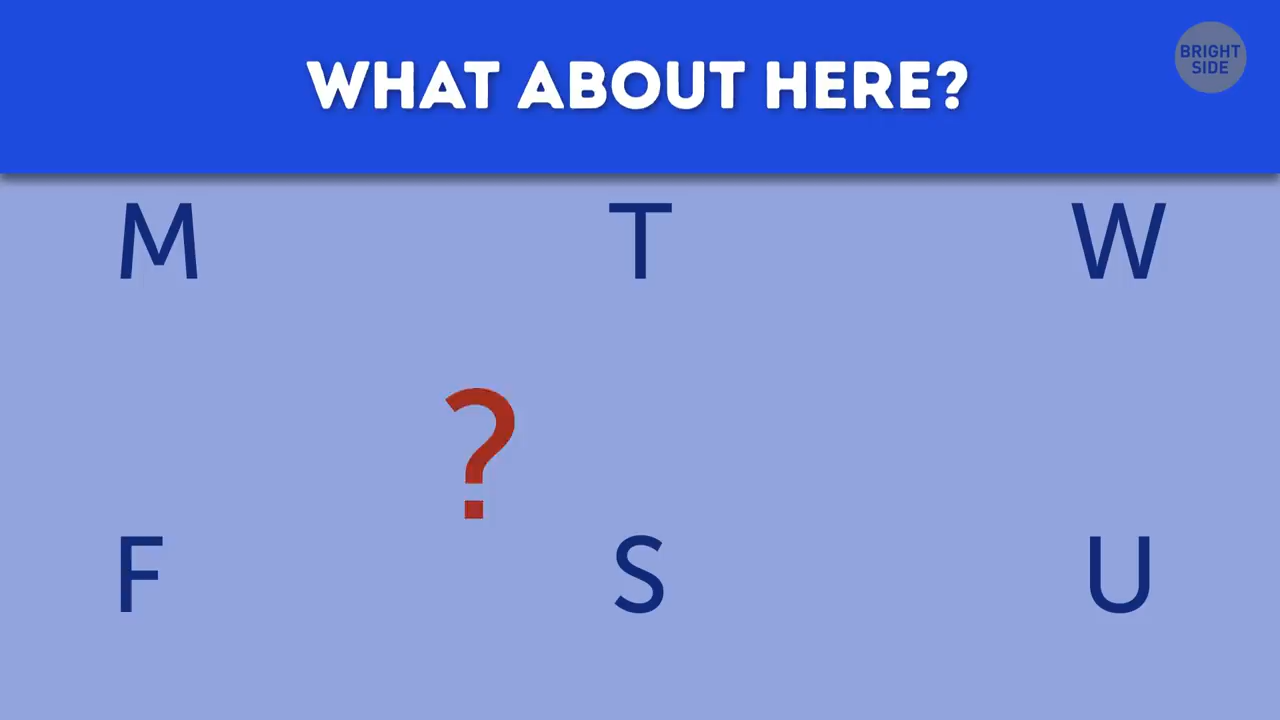 WHAT ABOUT HERE?
BRIGHT
SIDE
M T W
?
F S U